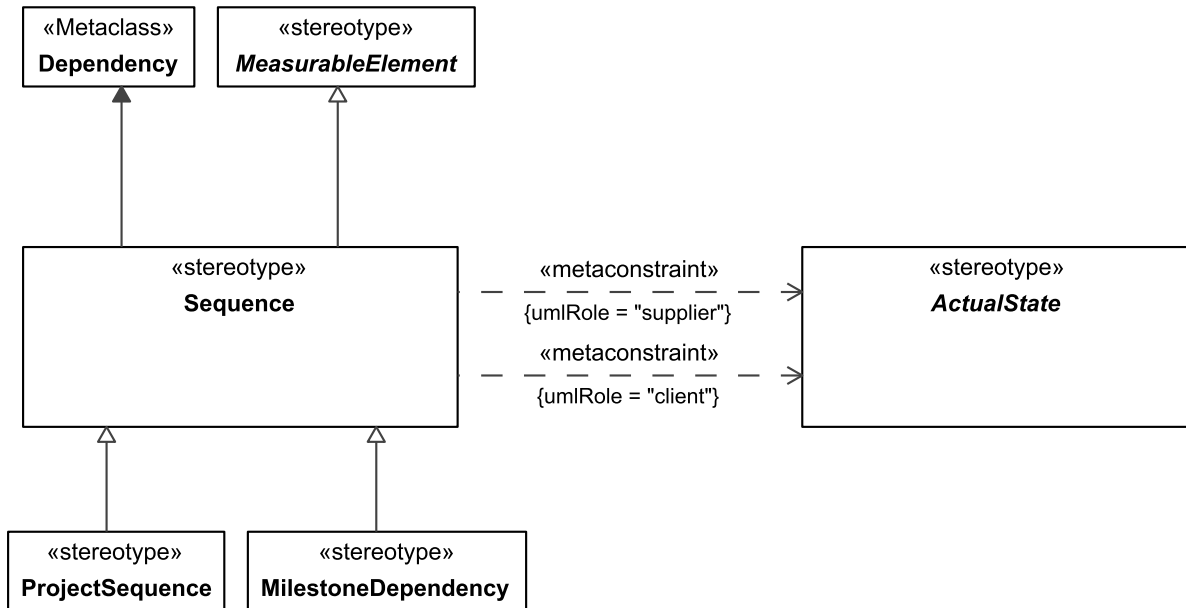 «Metaclass»
Dependency
«stereotype»
MeasurableElement
«stereotype»
Sequence
«metaconstraint»
{umlRole = "supplier"}
«metaconstraint»
{umlRole = "client"}
«stereotype»
ActualState
«stereotype»
ProjectSequence
«stereotype»
MilestoneDependency